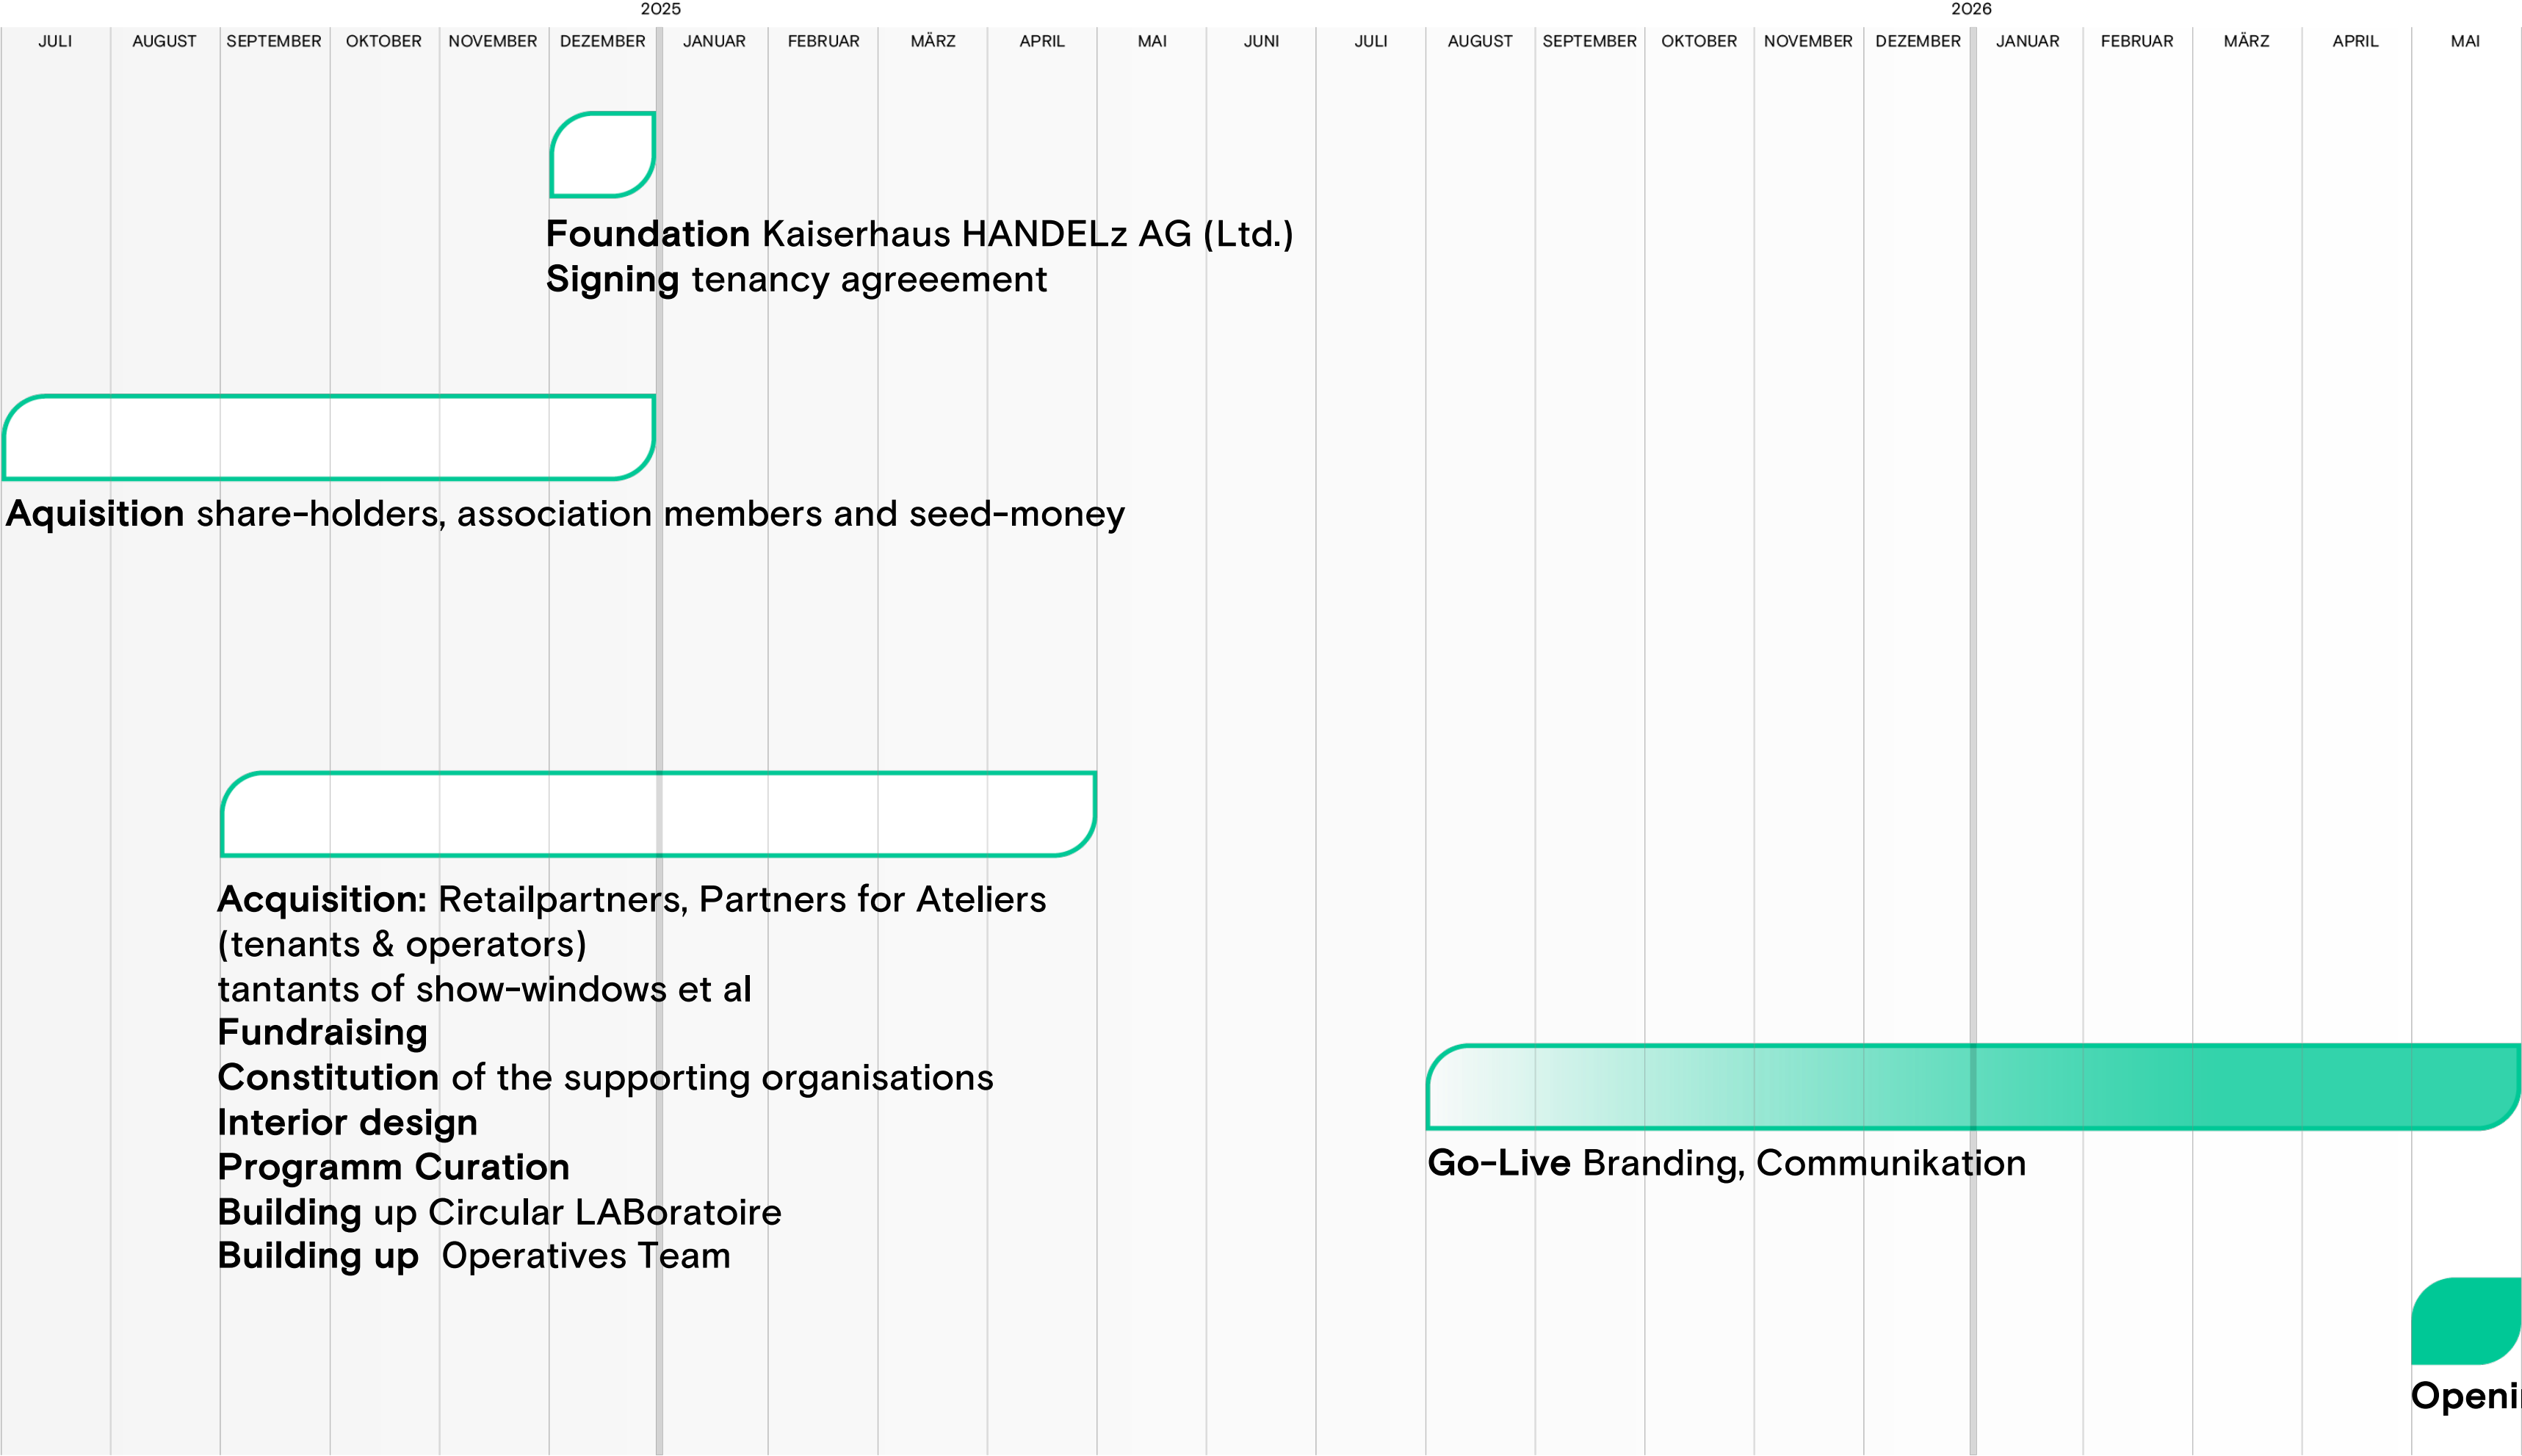 2025 2026
JULI AUGUST SEPTEMBER OKTOBER NOVEMBER DEZEMBER JANUAR FEBRUAR MÄRZ APRIL MAI JUNI JULI AUGUST SEPTEMBER OKTOBER NOVEMBER DEZEMBER JANUAR FEBRUAR MÄRZ APRIL MAI
Foundation Kaiserhaus HANDELz AG (Ltd.)
Signing tenancy agreeement
Aquisition share-holders, association members and seed-money
Acquisition: Retailpartners, Partners for Ateliers
(tenants & operators)
tantants of show-windows et al
Fundraising
Constitution of the supporting organisations
Interior design
Programm Curation
Building up Circular LABoratoire
Building up Operatives Team
Go-Live Branding, Communikation